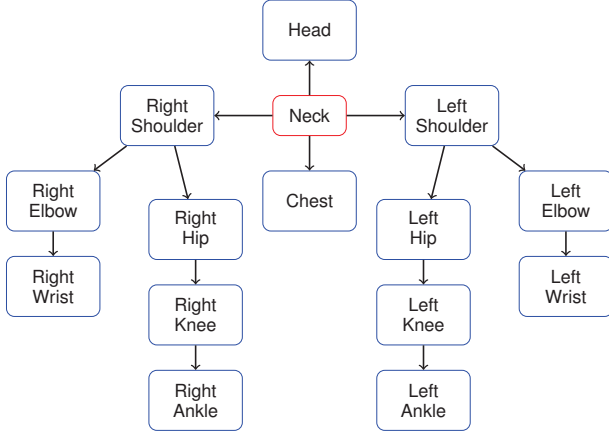 Head
Right
Shoulder
Neck
Left
Shoulder
Right
Elbow
Right
Hip
Chest
Left
Hip
Left
Elbow
Right
Wrist
Right
Knee
Left
Knee
Left
Wrist
Right
Ankle
Left
Ankle